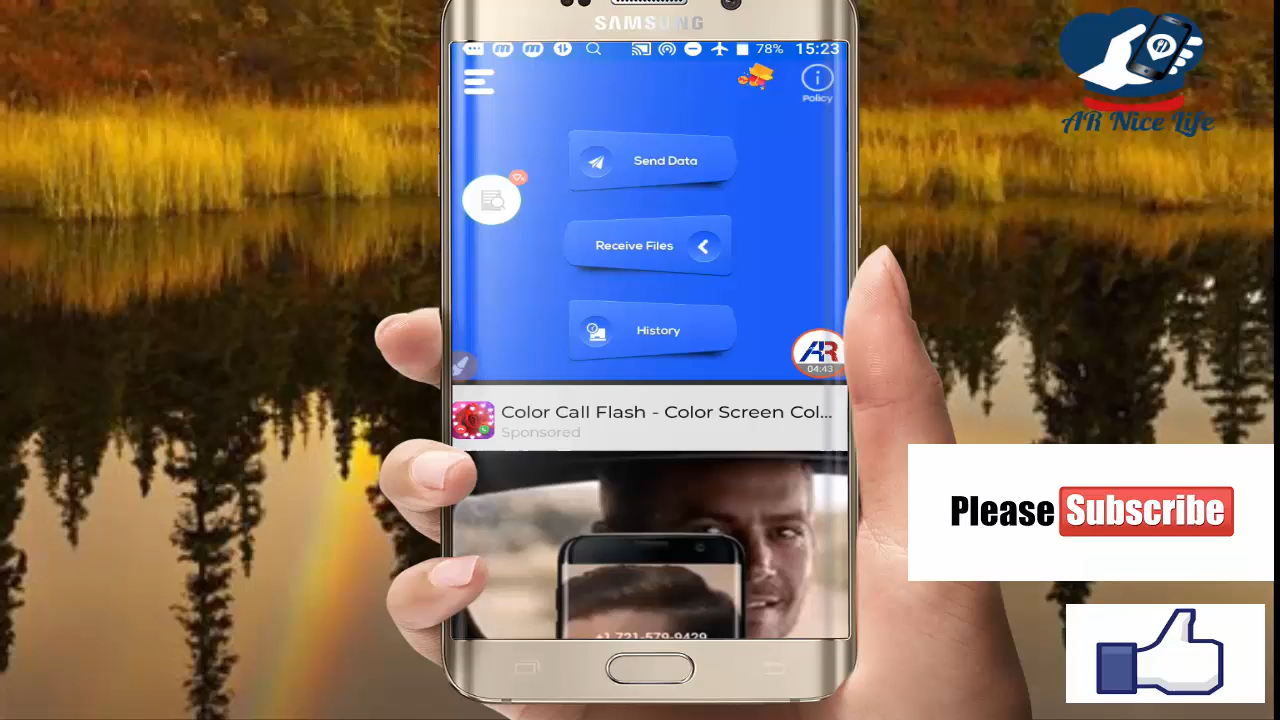 SAMSUNG
78% 15:23
Policy
AR Nice Life
Send Data
Receive Files
History
AR
04:43
Color Call Flash - Color Screen Col...
Sponsored
Please Subscribe
+1 721-579-9429